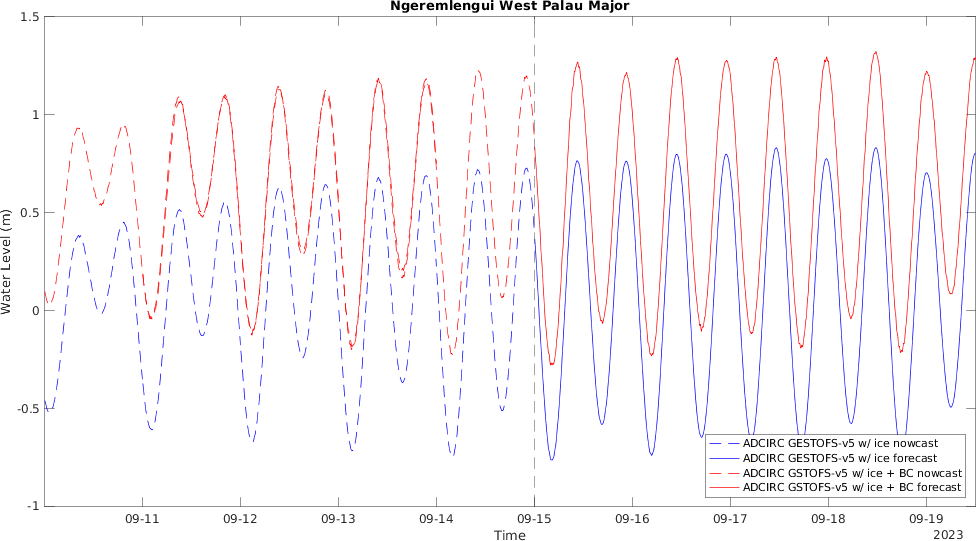 Ngeremlengui West Palau Major
1.5
1
0.5
0
-0.5
-1
Water Level (m)
ADCIRC GESTOFS-v5 w/ ice nowcast
ADCIRC GESTOFS-v5 w/ ice forecast
ADCIRC GSTOFS-v5 w/ ice + BC nowcast
ADCIRC GSTOFS-v5 w/ ice + BC forecast
09-11 09-12 09-13 09-14 09-15 09-16 09-17 09-18 09-19
Time
2023